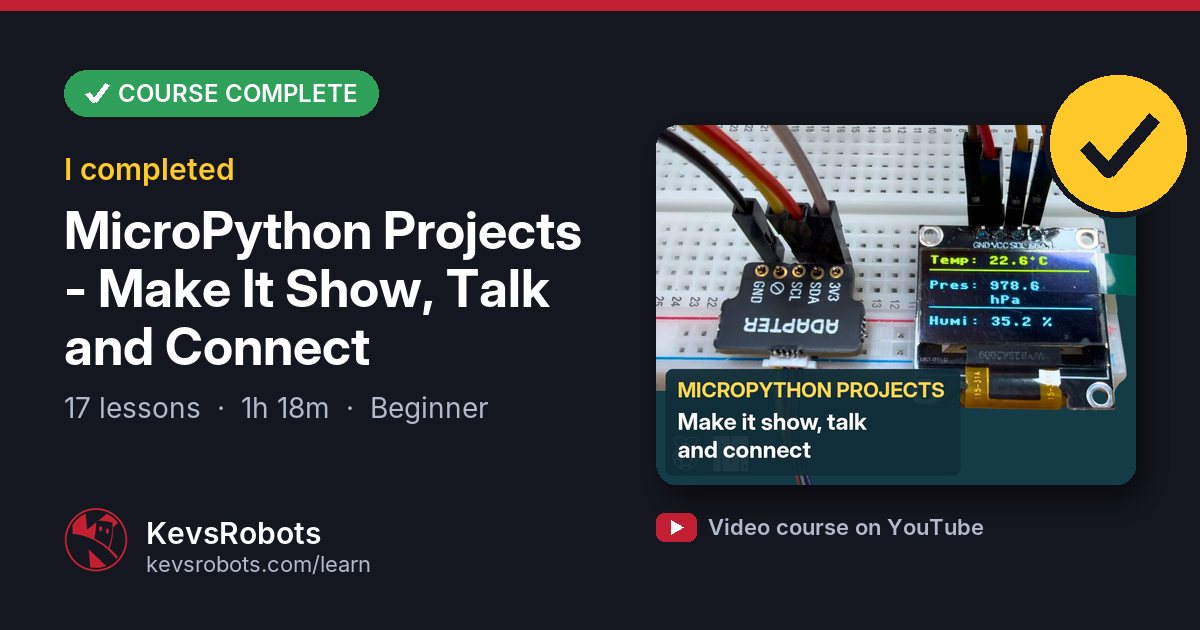 COURSE COMPLETE
I completed
MicroPython Projects
- Make It Show, Talk
and Connect
17 lessons · 1h 18m · Beginner
KevsRobots
kevsrobots.com/learn
GND VCC SCL SDA
Temp: 22.6°C
Pres: 978.6
hPa
Humi: 35.2 %
GND
SCL
SDA
3V3
ADAPTER
MICROPYTHON PROJECTS
Make it show, talk
and connect
Video course on YouTube